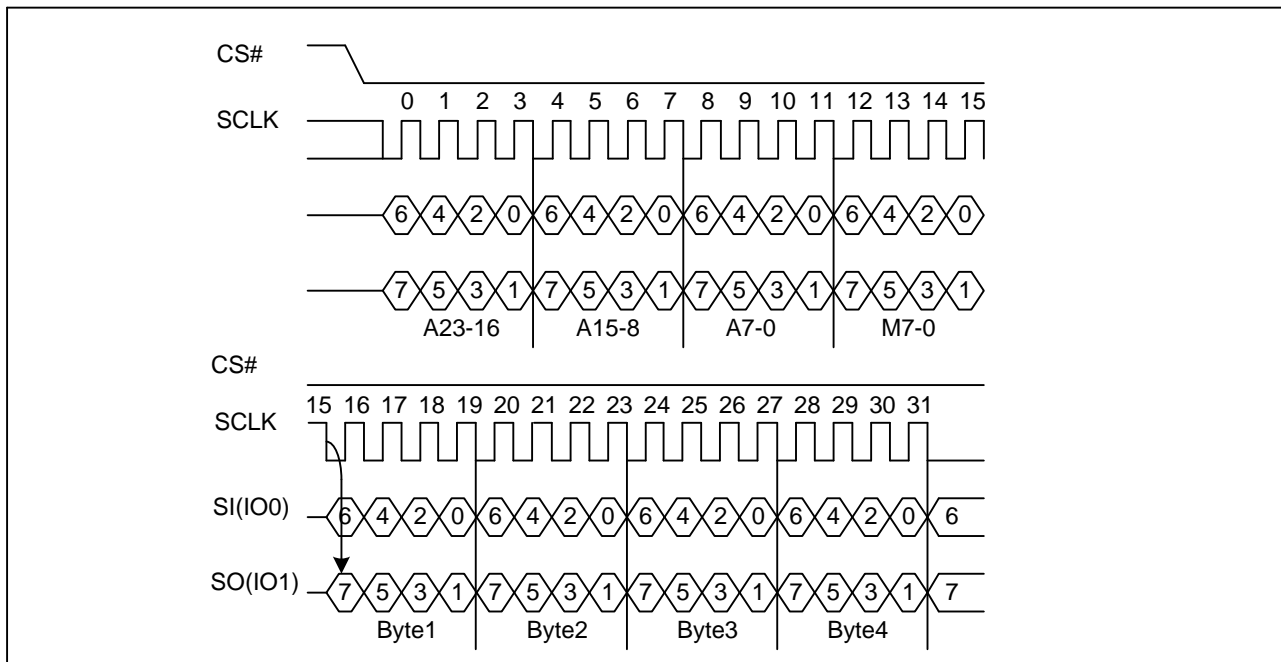 CS#
0 1 2 3 4 5 6 7 8 9 10 11 12 13 14 15
SCLK
6 4 2 0 6 4 2 0 6 4 2 0 6 4 2 0
7 5 3 1 7 5 3 1 7 5 3 1 7 5 3 1
A23-16 A15-8 A7-0 M7-0
CS#
15 16 17 18 19 20 21 22 23 24 25 26 27 28 29 30 31
SCLK
SI(IO0) 6 4 2 0 6 4 2 0 6 4 2 0 6 4 2 0 6
SO(IO1) 7 5 3 1 7 5 3 1 7 5 3 1 7 5 3 1 7
Byte1 Byte2 Byte3 Byte4